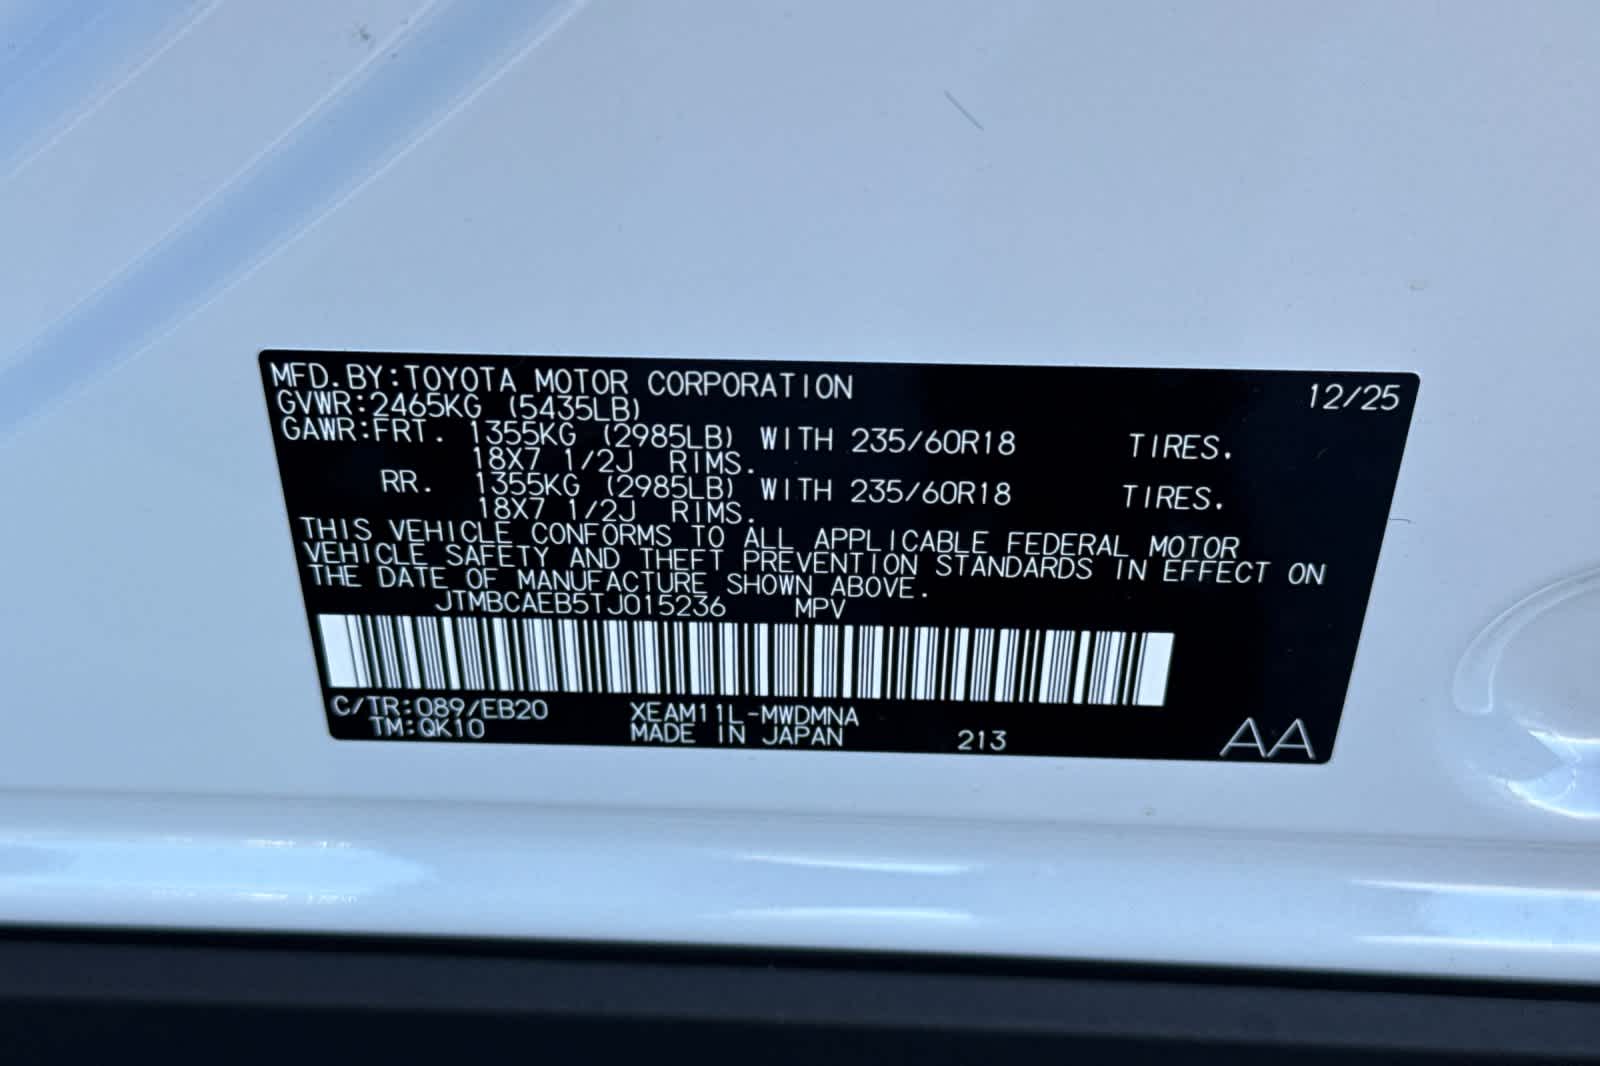 MFD.BY:TOYOTA MOTOR CORPORATION 12/25
GVWR:2465KG (5435LB)
GAWR:FRT. 1355KG (2985LB) WITH 235/60R18 TIRES.
18X7 1/2J RIMS.
RR. 1355KG (2985LB) WITH 235/60R18 TIRES.
18X7 1/2J RIMS.
THIS VEHICLE CONFORMS TO ALL APPLICABLE FEDERAL MOTOR
VEHICLE SAFETY AND THEFT PREVENTION STANDARDS IN EFFECT ON
THE DATE OF MANUFACTURE SHOWN ABOVE.
JTMBCAEB5TJ015236 MPV
C/TR:089/EB20 XEAM11L-MWDMNA
TM:QK10 MADE IN JAPAN 213 AA